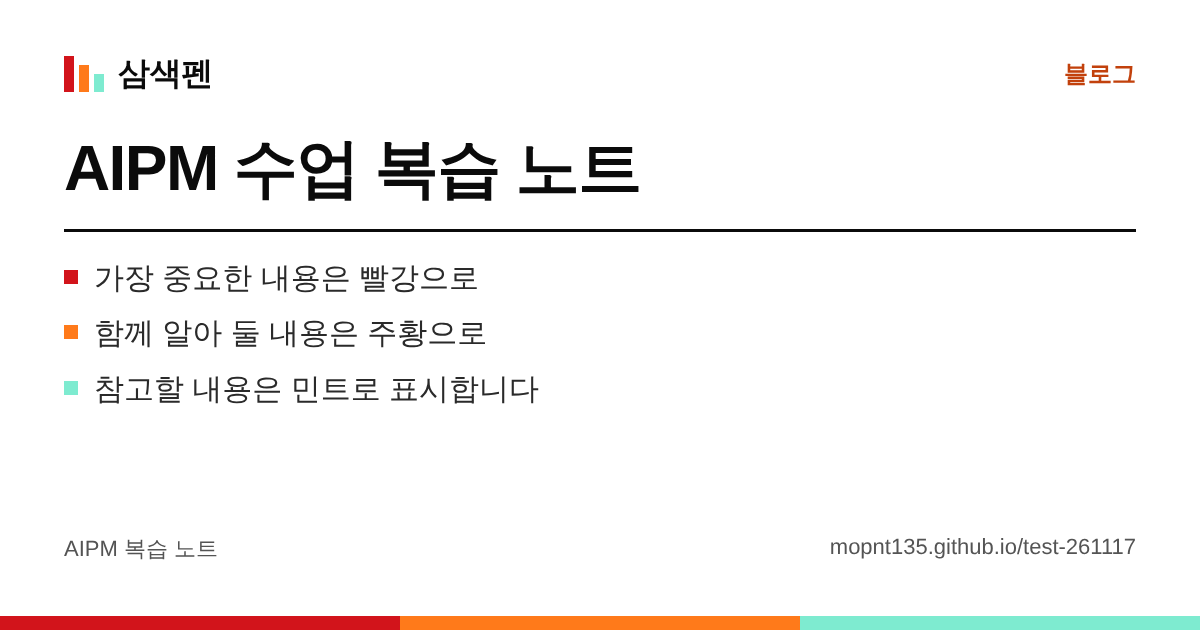 삼색펜
블로그
AIPM 수업 복습 노트
가장 중요한 내용은 빨강으로
함께 알아 둘 내용은 주황으로
참고할 내용은 민트로 표시합니다
AIPM 복습 노트
mopnt135.github.io/test-261117